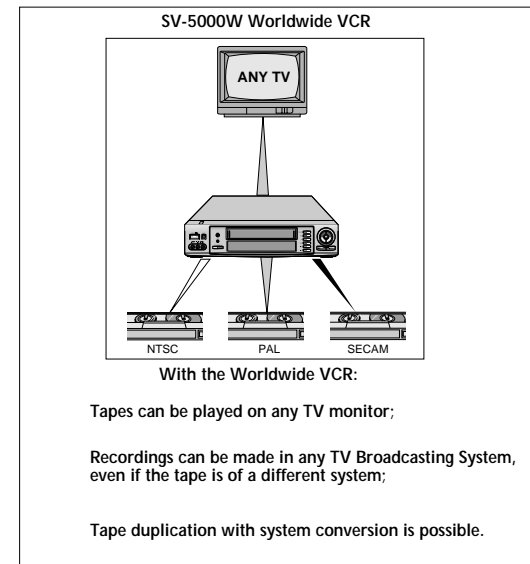 SV-5000W Worldwide VCR
ANY TV
NTSC PAL SECAM
With the Worldwide VCR:
Tapes can be played on any TV monitor;
Recordings can be made in any TV Broadcasting System,
even if the tape is of a different system;
Tape duplication with system conversion is possible.